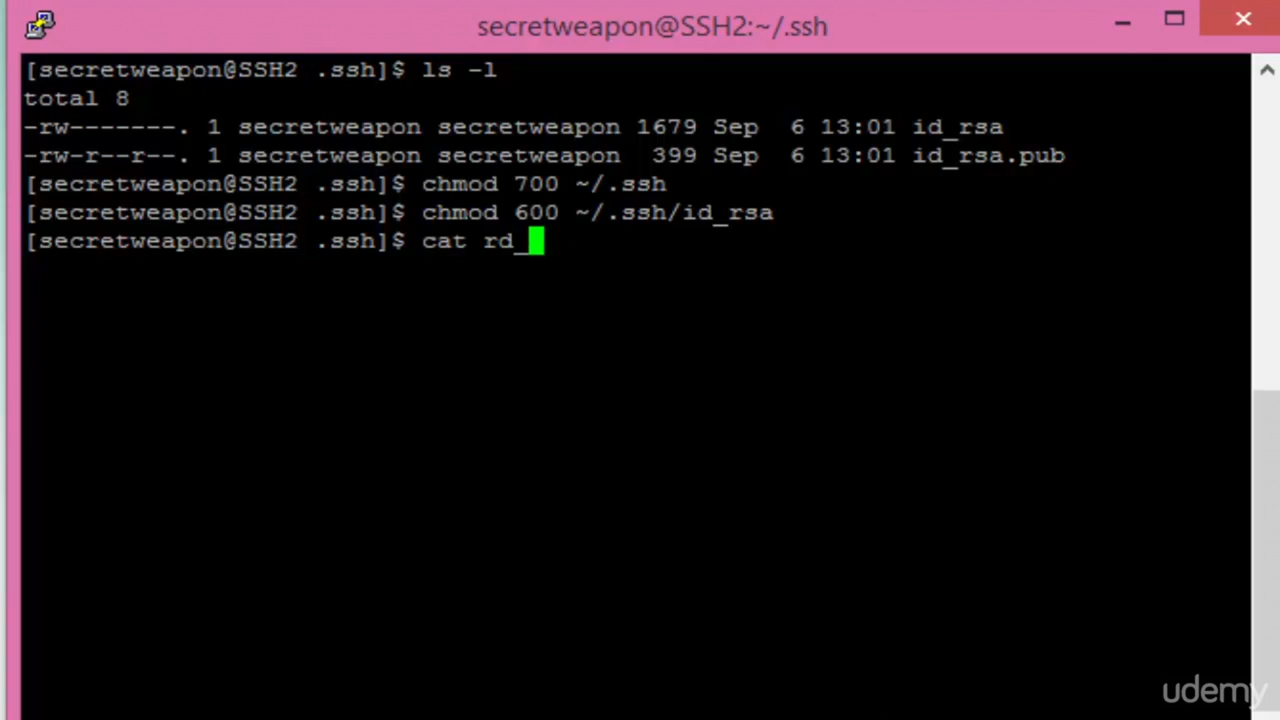 secretweapon@SSH2:~/.ssh
[secretweapon@SSH2 .ssh]$ ls -l
total 8
-rw-------. 1 secretweapon secretweapon 1679 Sep  6 13:01 id_rsa
-rw-r--r--. 1 secretweapon secretweapon  399 Sep  6 13:01 id_rsa.pub
[secretweapon@SSH2 .ssh]$ chmod 700 ~/.ssh
[secretweapon@SSH2 .ssh]$ chmod 600 ~/.ssh/id_rsa
[secretweapon@SSH2 .ssh]$ cat rd_
udemy